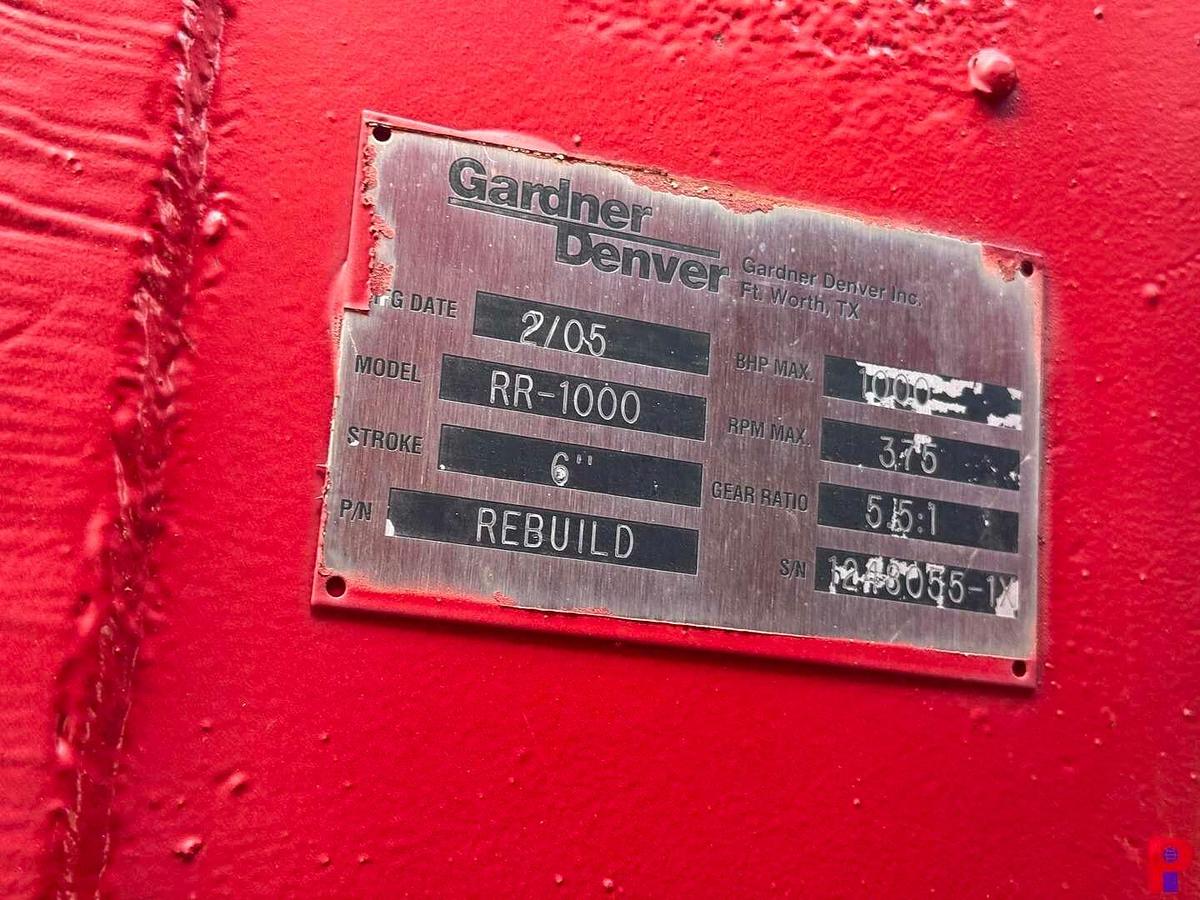 Gardner
Denver
Gardner Denver Inc.
Ft. Worth, TX
MFG DATE 2/05
MODEL RR-1000
STROKE 6"
P/N REBUILD
BHP MAX. 1000
RPM MAX. 375
GEAR RATIO 5.5:1
S/N